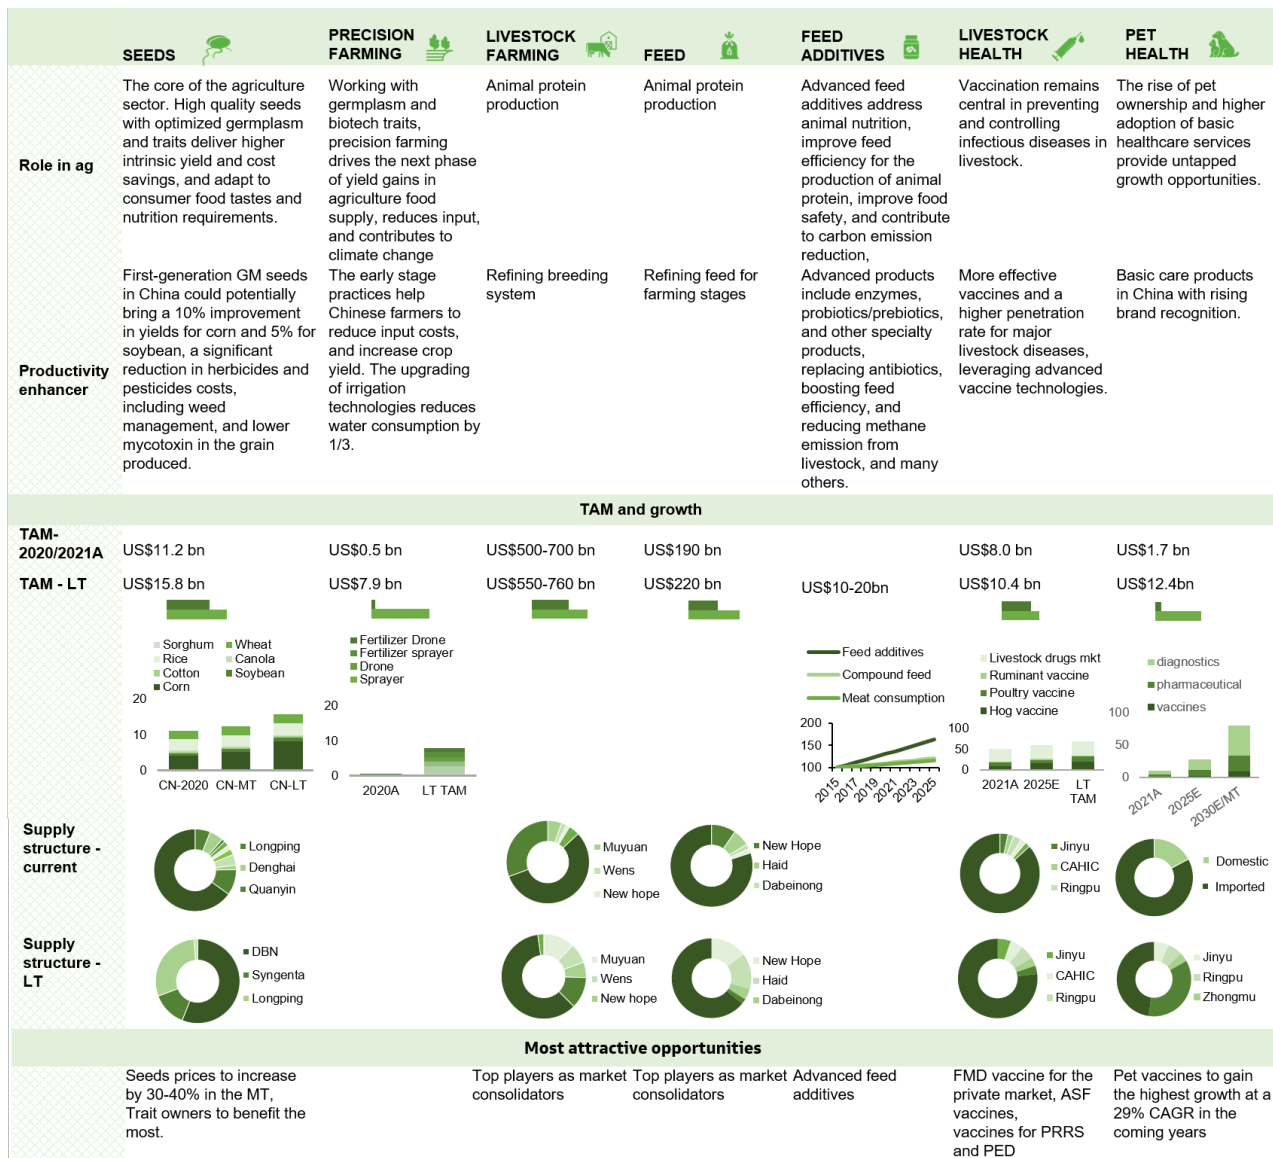 SEEDS
PRECISION
FARMING
LIVESTOCK
FARMING
FEED
FEED
ADDITIVES
LIVESTOCK
HEALTH
PET
HEALTH
Role in ag
The core of the agriculture
sector. High quality seeds
with optimized germplasm
and traits deliver higher
intrinsic yield and cost
savings, and adapt to
consumer food tastes and
nutrition requirements.
Working with
germplasm and
biotech traits,
precision farming
drives the next phase
of yield gains in
agriculture food
supply, reduces input,
and contributes to
climate change
Animal protein
production
Animal protein
production
Advanced feed
additives address
animal nutrition,
improve feed
efficiency for the
production of animal
protein, improve food
safety, and contribute
to carbon emission
reduction,
Vaccination remains
central in preventing
and controlling
infectious diseases in
livestock.
The rise of pet
ownership and higher
adoption of basic
healthcare services
provide untapped
growth opportunities.
Productivity
enhancer
First-generation GM seeds
in China could potentially
bring a 10% improvement
in yields for corn and 5% for
soybean, a significant
reduction in herbicides and
pesticides costs,
including weed
management, and lower
mycotoxin in the grain
produced.
The early stage
practices help
Chinese farmers to
reduce input costs,
and increase crop
yield. The upgrading
of irrigation
technologies reduces
water consumption by
1/3.
Refining breeding
system
Refining feed for
farming stages
Advanced products
include enzymes,
probiotics/prebiotics,
and other specialty
products,
replacing antibiotics,
boosting feed
efficiency, and
reducing methane
emission from
livestock, and many
others.
More effective
vaccines and a
higher penetration
rate for major
livestock diseases,
leveraging advanced
vaccine technologies.
Basic care products
in China with rising
brand recognition.
TAM and growth
TAM-
2020/2021A
US$11.2 bn
US$0.5 bn
US$500-700 bn
US$190 bn
US$8.0 bn
US$1.7 bn
TAM - LT
US$15.8 bn
US$7.9 bn
US$550-760 bn
US$220 bn
US$10-20bn
US$10.4 bn
US$12.4bn
Sorghum
Wheat
Rice
Canola
Cotton
Soybean
Corn
20
10
0
CN-2020
CN-MT
CN-LT
Fertilizer Drone
Fertilizer sprayer
Drone
Sprayer
20
10
0
2020A
LT TAM
Feed additives
Compound feed
Meat consumption
200
150
100
2015
2017
2019
2021
2023
2025
Livestock drugs mkt
Ruminant vaccine
Poultry vaccine
Hog vaccine
100
50
0
2021A
2025E
LT
TAM
diagnostics
pharmaceutical
vaccines
100
50
0
2021A
2025E
2030E/MT
Supply
structure -
current
Longping
Denghai
Quanyin
Muyuan
Wens
New hope
New Hope
Haid
Dabeinong
Jinyu
CAHIC
Ringpu
Domestic
Imported
Supply
structure -
LT
DBN
Syngenta
Longping
Muyuan
Wens
New hope
New Hope
Haid
Dabeinong
Jinyu
CAHIC
Ringpu
Jinyu
Ringpu
Zhongmu
Most attractive opportunities
Seeds prices to increase
by 30-40% in the MT,
Trait owners to benefit the
most.
Top players as market
consolidators
Top players as market
consolidators
Advanced feed
additives
FMD vaccine for the
private market, ASF
vaccines,
vaccines for PRRS
and PED
Pet vaccines to gain
the highest growth at a
29% CAGR in the
coming years